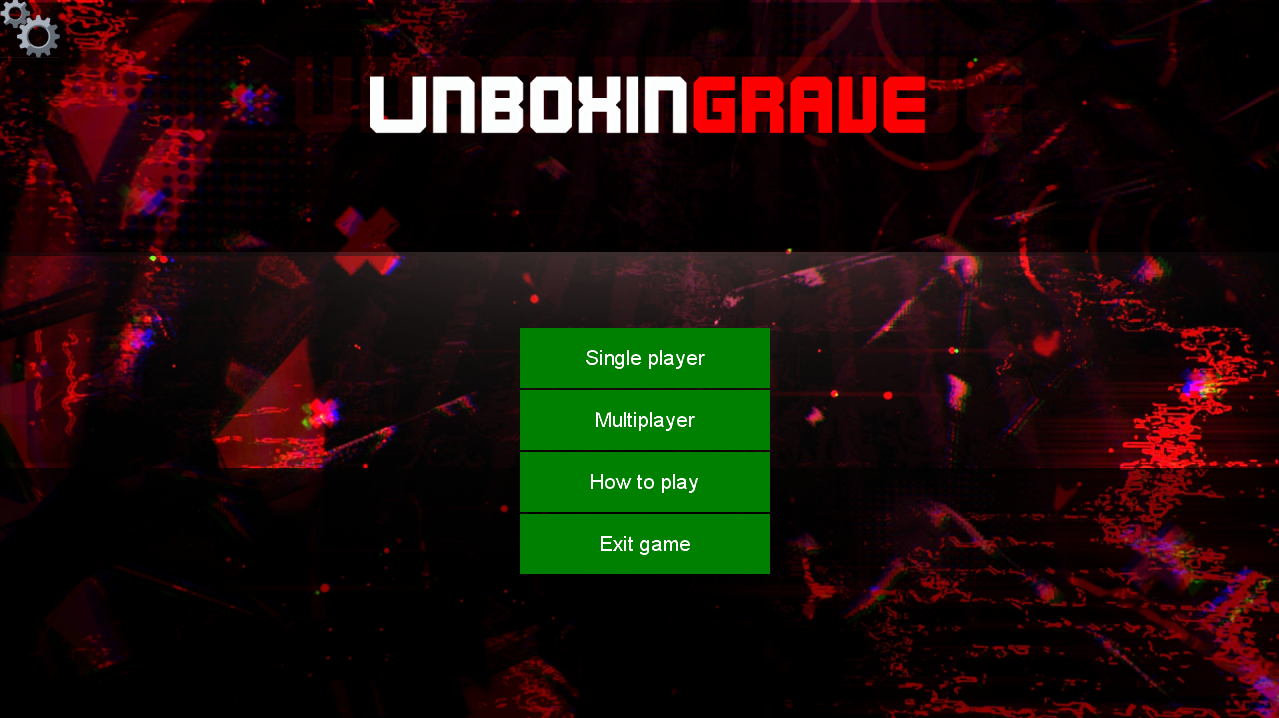 UNBOXINGRAVE
Single player
Multiplayer
How to play
Exit game